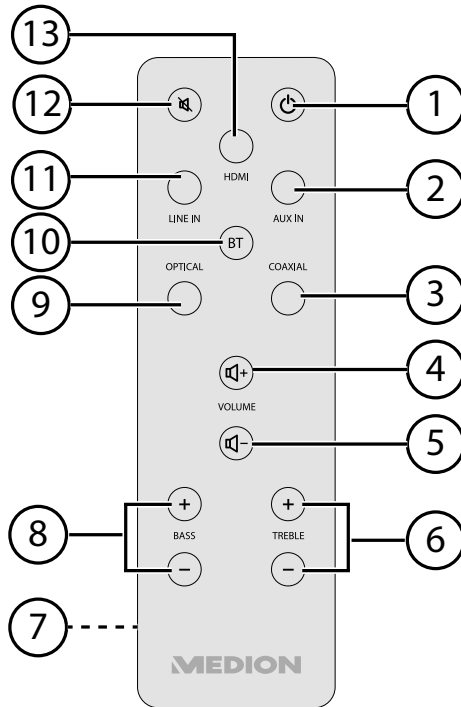 13
12
1
HDMI
11
2
LINE IN
AUX IN
10
BT
OPTICAL
COAXIAL
9
3
+
4
VOLUME
-
5
+
+
8
BASS
TREBLE
6
-
-
7
MEDION